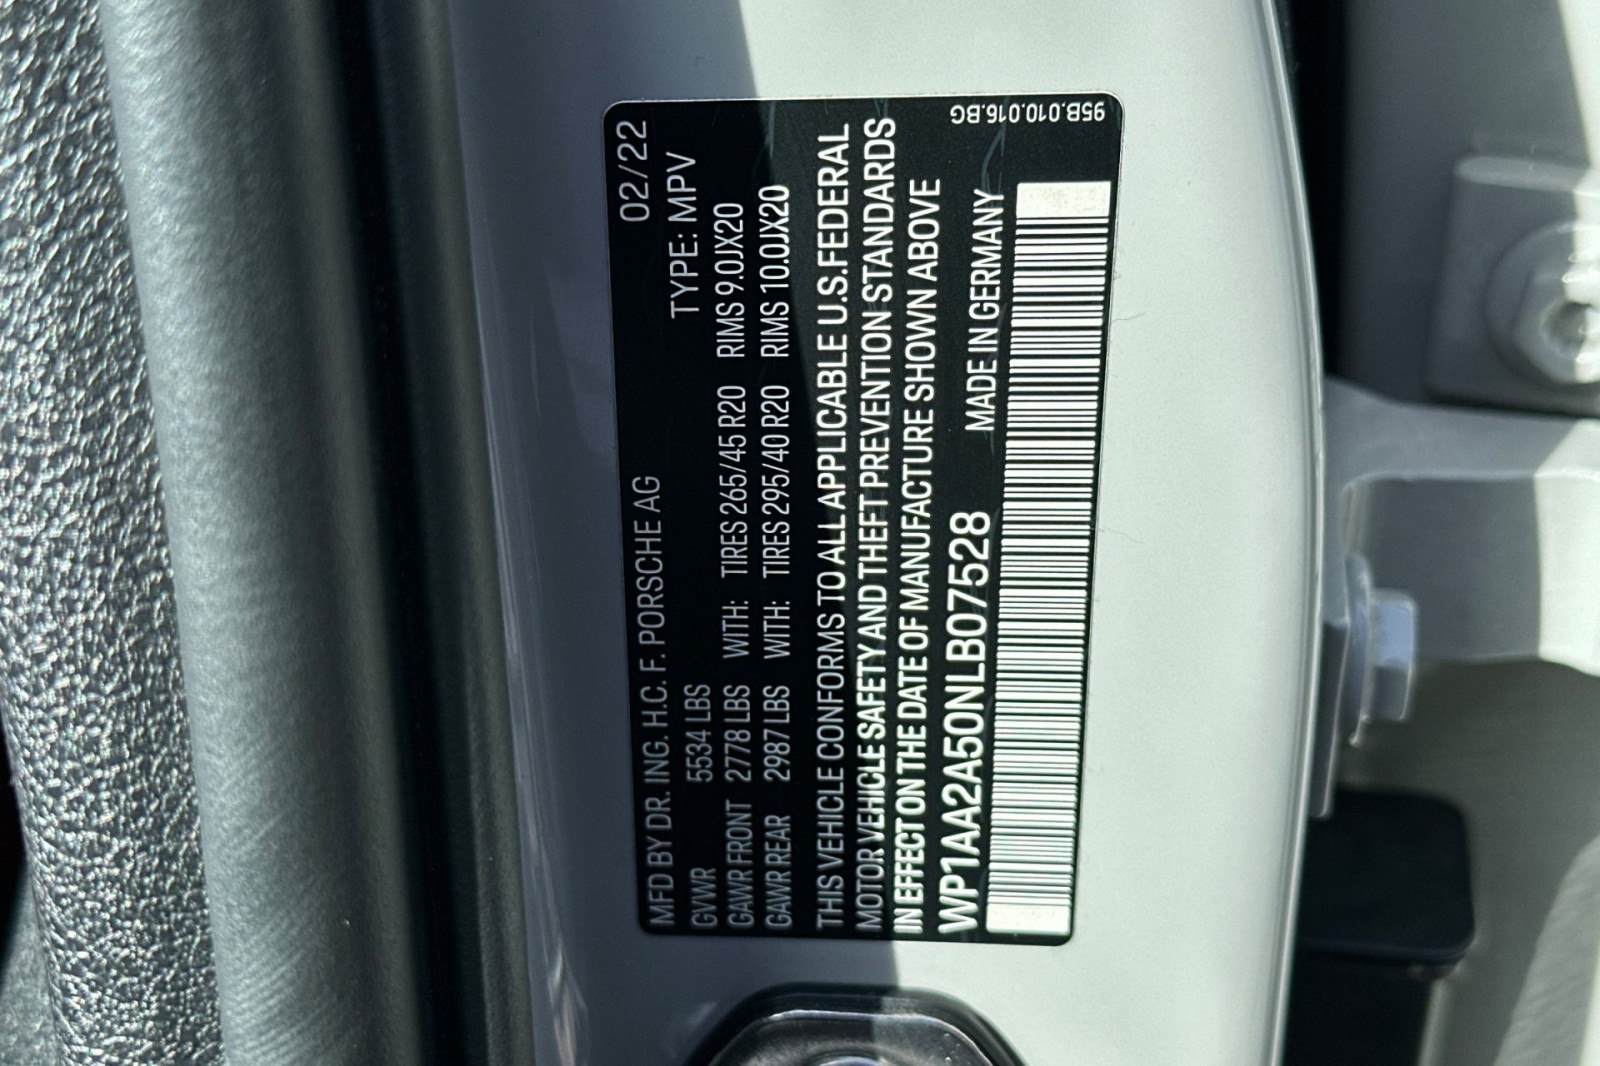 MFD BY DR. ING. H.C. F. PORSCHE AG 02/22
GVWR 5534 LBS TYPE: MPV
GAWR FRONT 2778 LBS WITH: TIRES 265/45 R20 RIMS 9.0JX20
GAWR REAR 2987 LBS WITH: TIRES 295/40 R20 RIMS 10.0JX20
THIS VEHICLE CONFORMS TO ALL APPLICABLE U.S.FEDERAL
MOTOR VEHICLE SAFETY AND THEFT PREVENTION STANDARDS
IN EFFECT ON THE DATE OF MANUFACTURE SHOWN ABOVE
WP1AA2A50NLB07528 MADE IN GERMANY
95B.010.016.BG